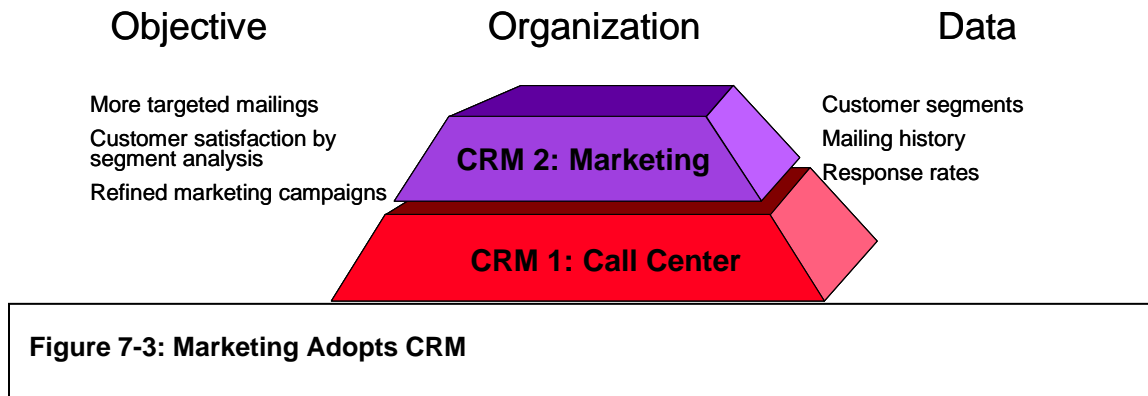 Objective
Organization
Data
More targeted mailings
Customer satisfaction by
segment analysis
Refined marketing campaigns
CRM 2: Marketing
CRM 1: Call Center
Customer segments
Mailing history
Response rates
Figure 7-3: Marketing Adopts CRM